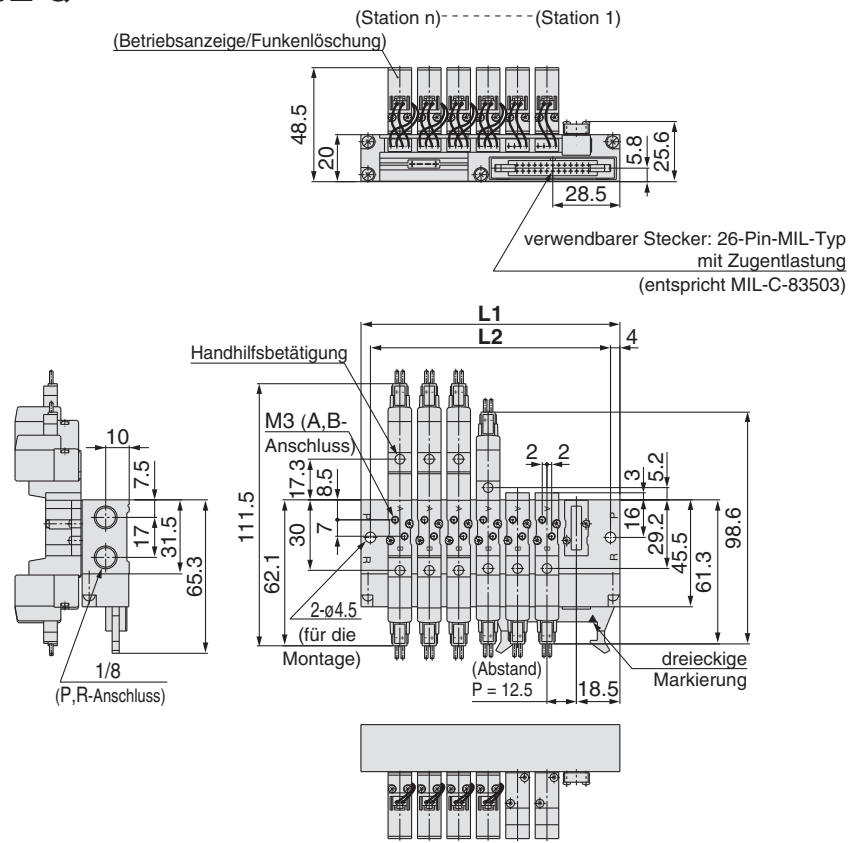 (Station n)
(Station 1)
(Betriebsanzeige/Funkenlöschung)
48.5
20
5.8
25.6
28.5
verwendbarer Stecker: 26-Pin-MIL-Typ
mit Zugentlastung
(entspricht MIL-C-83503)
L1
L2
4
Handhilfsbetätigung
M3 (A,B-
Anschluss)
10
7.5
17
31.5
65.3
1/8
(P,R-Anschluss)
111.5
62.1
17.3
8.5
30
7
2
2
3
5.2
16
29.2
45.5
61.3
98.6
P
R
A
A
A
A
A
A
B
B
B
B
B
B
P
R
2-ø4.5
(für die
Montage)
(Abstand)
P = 12.5
18.5
dreieckige
Markierung